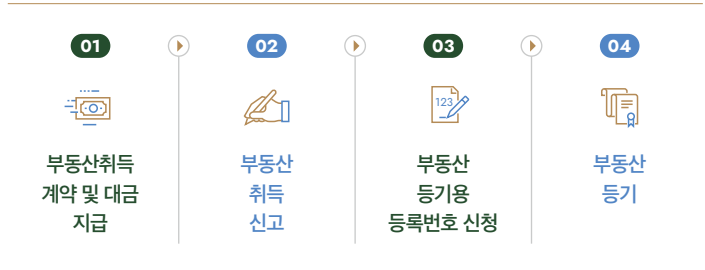 01
부동산취득
계약 및 대금
지급
02
부동산
취득
신고
03
123
부동산
등기용
등록번호 신청
04
부동산
등기